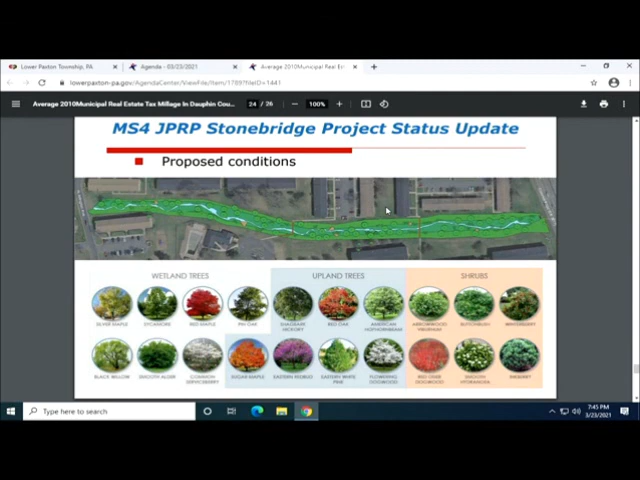 Lower Paxton Township, PA
Agenda - 03/23/2021
Average 2010Municipal Real Est
lowerpaxton-pa.gov/AgendaCenter/ViewFile/Item/1789?fileID=1441
Average 2010Municipal Real Estate Tax Millage In Dauphin Cou...
24 / 26
100%
MS4 JPRP Stonebridge Project Status Update
Proposed conditions
WETLAND TREES
UPLAND TREES
SHRUBS
SILVER MAPLE
SYCAMORE
RED MAPLE
PIN OAK
SHAGBARK HICKORY
RED OAK
AMERICAN HOPHORNBEAM
ARROWWOOD VIBURNUM
BUTTONBUSH
WINTERBERRY
BLACK WILLOW
SMOOTH ALDER
COMMON SERVICEBERRY
SUGAR MAPLE
EASTERN REDBUD
EASTERN WHITE PINE
FLOWERING DOGWOOD
RED OSIER DOGWOOD
SMOOTH HYDRANGEA
INKBERRY
Type here to search
7:45 PM
3/23/2021